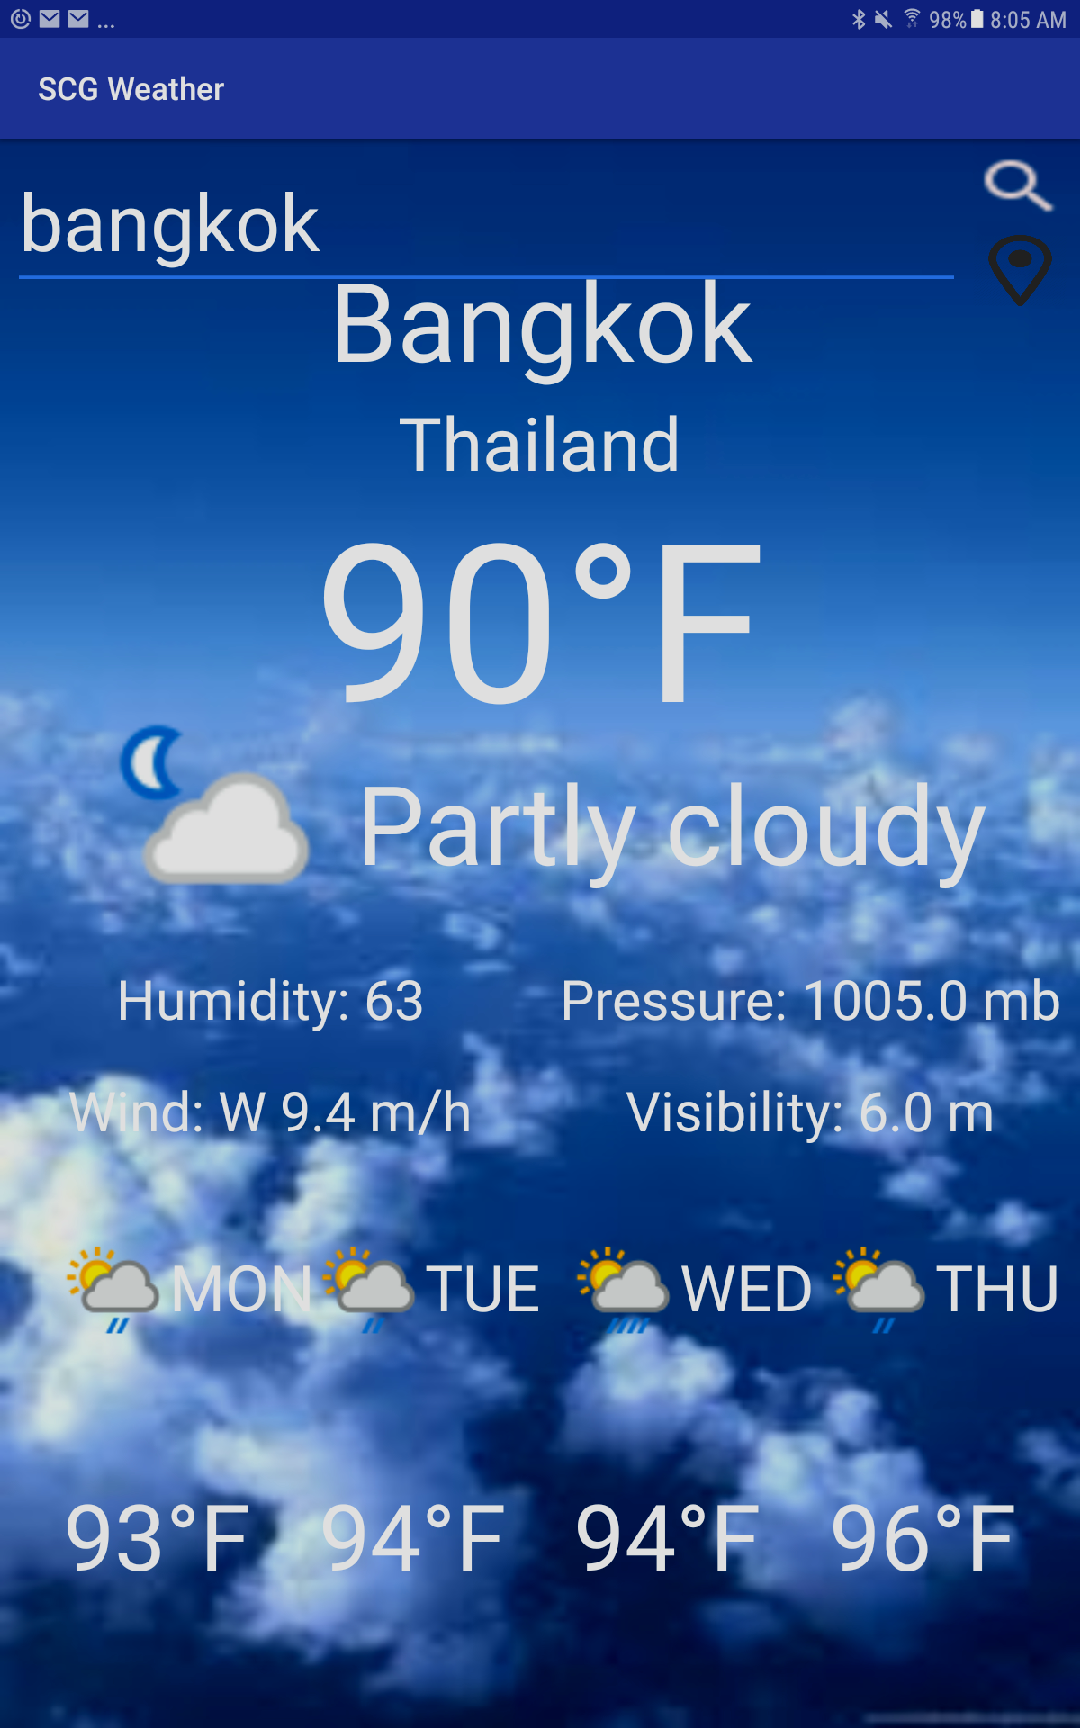 ... 98% 8:05 AM
SCG Weather
bangkok
Bangkok
Thailand
90°F
Partly cloudy
Humidity: 63 Pressure: 1005.0 mb
Wind: W 9.4 m/h Visibility: 6.0 m
MON TUE WED THU
93°F 94°F 94°F 96°F